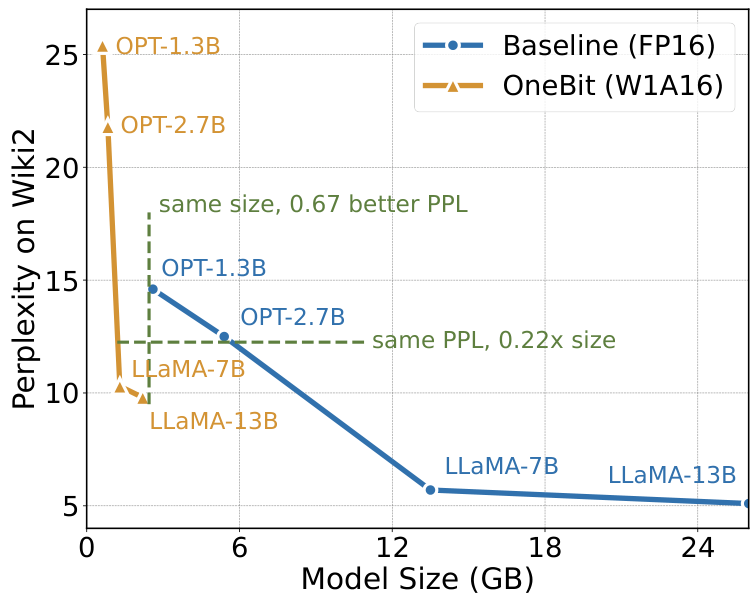 Baseline (FP16)
OneBit (W1A16)
OPT-1.3B
OPT-2.7B
same size, 0.67 better PPL
OPT-1.3B
OPT-2.7B
same PPL, 0.22x size
LLaMA-7B
LLaMA-13B
LLaMA-7B
LLaMA-13B
25
20
15
10
5
0
6
12
18
24
Perplexity on Wiki2
Model Size (GB)